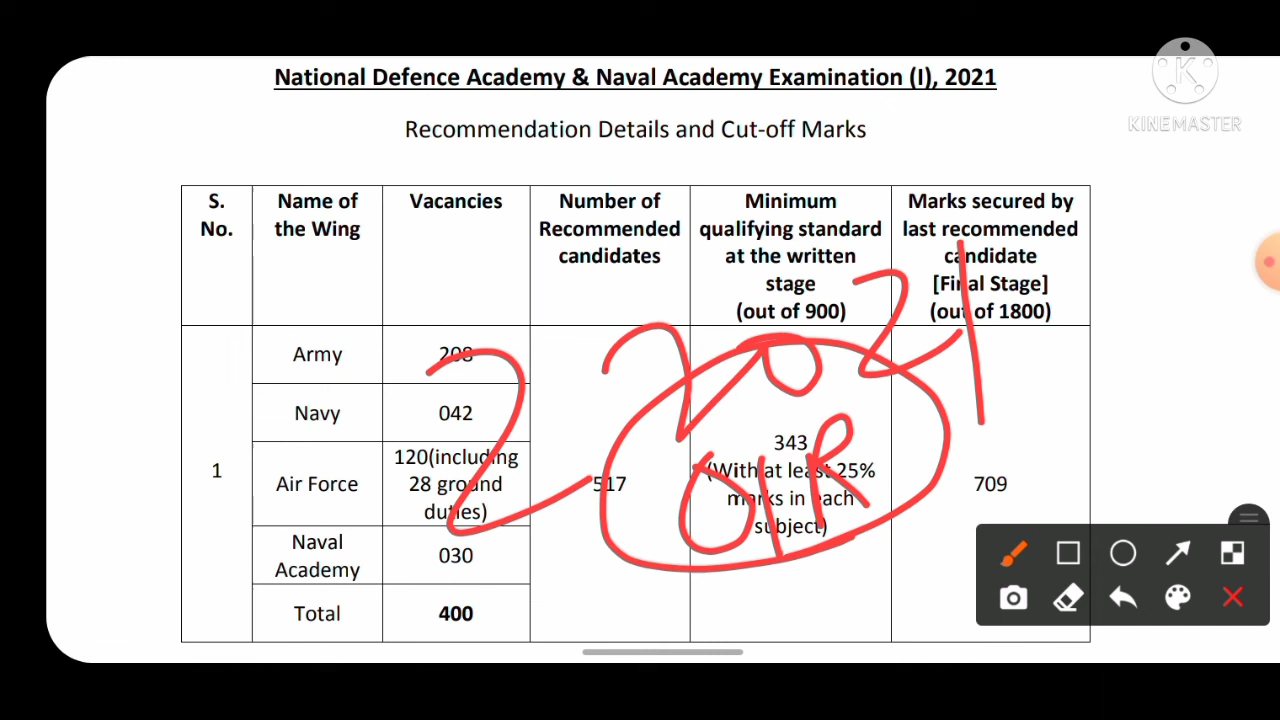 National Defence Academy & Naval Academy Examination (I), 2021
KINEMASTER
Recommendation Details and Cut-off Marks
S. No.
Name of the Wing
Vacancies
Number of Recommended candidates
Minimum qualifying standard at the written stage (out of 900)
Marks secured by last recommended candidate [Final Stage] (out of 1800)
1
Army
208
Navy
042
Air Force
120(including 28 ground duties)
Naval Academy
030
Total
400
517
343 (With at least 25% marks in each subject)
709